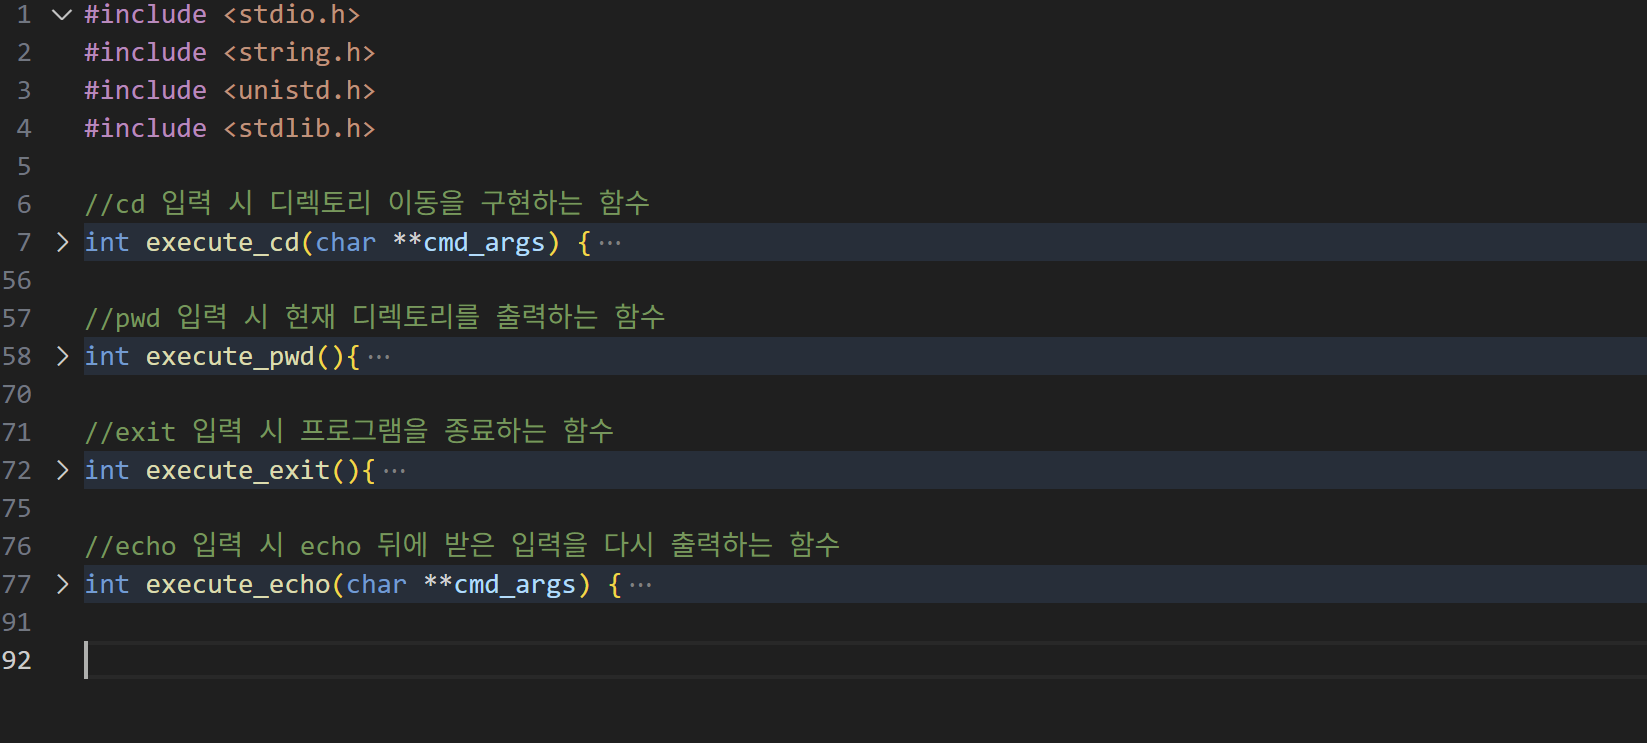 1 #include <stdio.h>
2 #include <string.h>
3 #include <unistd.h>
4 #include <stdlib.h>
5
6 //cd 입력 시 디렉토리 이동을 구현하는 함수
7 int execute_cd(char **cmd_args) {···
56
57 //pwd 입력 시 현재 디렉토리를 출력하는 함수
58 int execute_pwd(){···
70
71 //exit 입력 시 프로그램을 종료하는 함수
72 int execute_exit(){···
75
76 //echo 입력 시 echo 뒤에 받은 입력을 다시 출력하는 함수
77 int execute_echo(char **cmd_args) {···
91
92